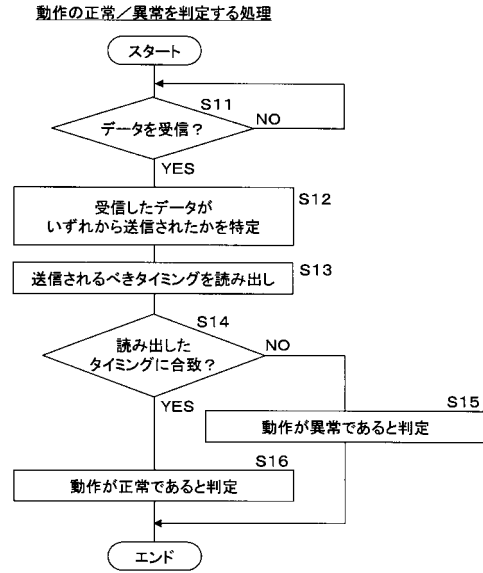 動作の正常／異常を判定する処理
スタート
S11
データを受信？
NO
YES
S12
受信したデータが
いずれから送信されたかを特定
S13
送信されるべきタイミングを読み出し
S14
読み出した
タイミングに合致？
NO
YES
S15
動作が異常であると判定
S16
動作が正常であると判定
エンド